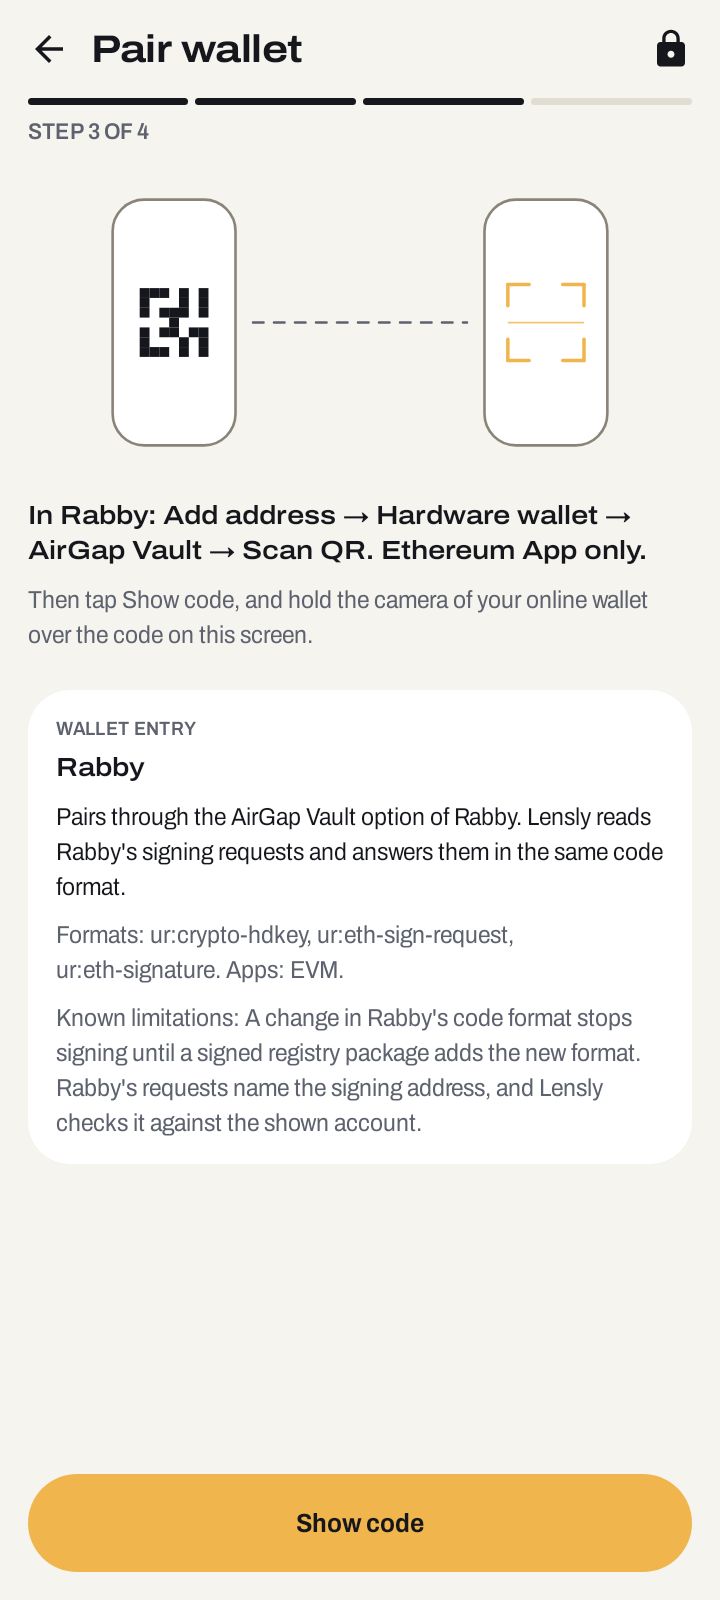 Pair wallet
STEP 3 OF 4
In Rabby: Add address → Hardware wallet →
AirGap Vault → Scan QR. Ethereum App only.
Then tap Show code, and hold the camera of your online wallet
over the code on this screen.
WALLET ENTRY
Rabby
Pairs through the AirGap Vault option of Rabby. Lensly reads
Rabby's signing requests and answers them in the same code
format.
Formats: ur:crypto-hdkey, ur:eth-sign-request,
ur:eth-signature. Apps: EVM.
Known limitations: A change in Rabby's code format stops
signing until a signed registry package adds the new format.
Rabby's requests name the signing address, and Lensly
checks it against the shown account.
Show code